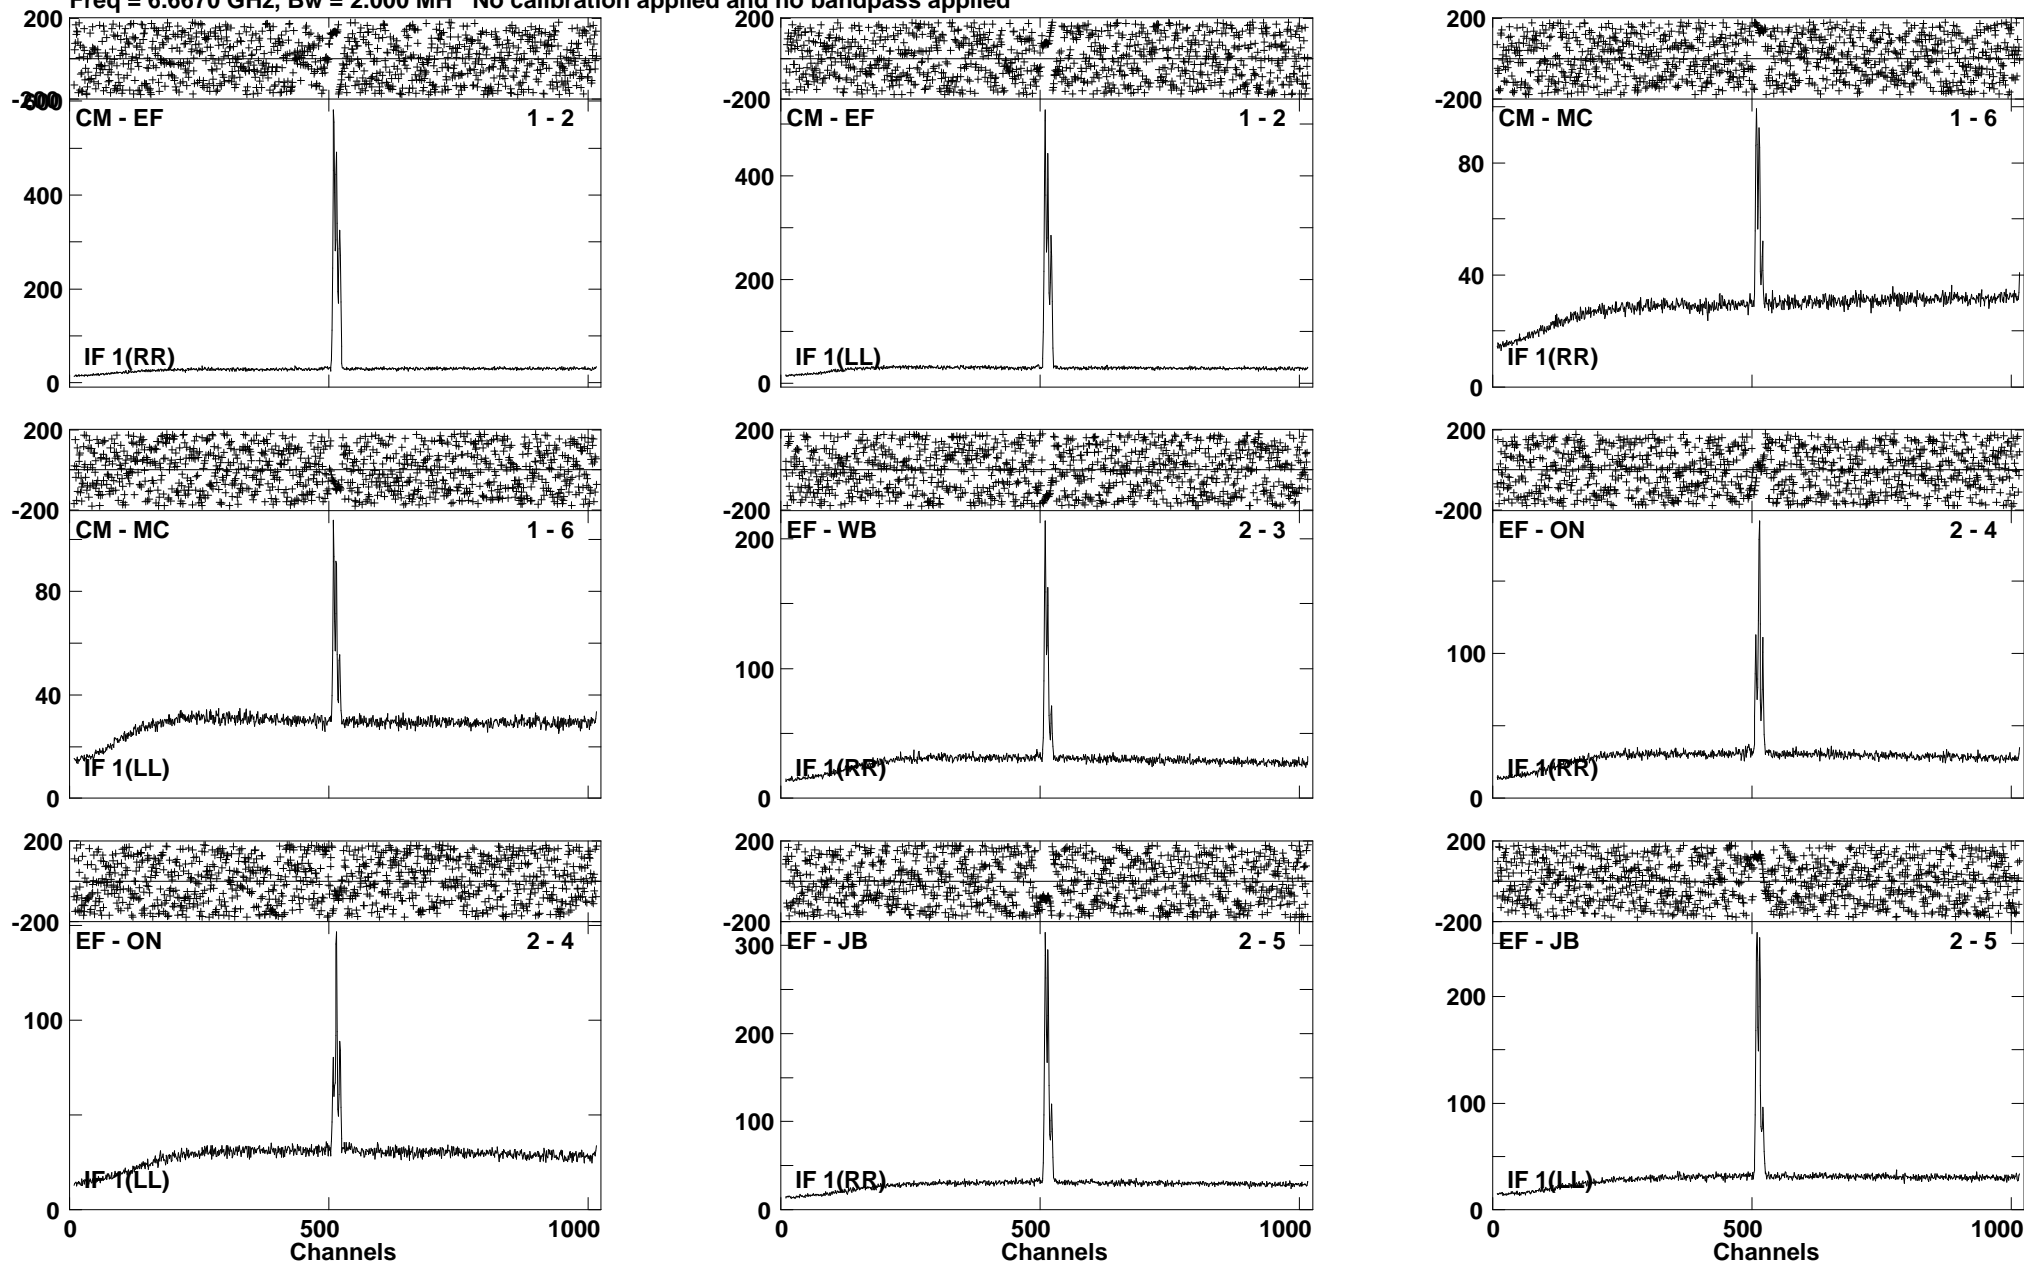 Freq = 6.6670 GHz, Bw = 2.000 MH No calibration applied and no bandpass applied
200
-200
600
400
200
0
CM - EF 1 - 2
IF 1(RR)
200
-200
400
200
0
CM - EF 1 - 2
IF 1(LL)
200
-200
80
40
0
CM - MC 1 - 6
IF 1(RR)
200
-200
80
40
0
CM - MC 1 - 6
IF 1(LL)
200
-200
200
100
0
EF - WB 2 - 3
IF 1(RR)
200
-200
100
0
EF - ON 2 - 4
IF 1(RR)
200
-200
100
0
EF - ON 2 - 4
IF 1(LL)
0 500 1000
Channels
200
-200
300
200
100
0
EF - JB 2 - 5
IF 1(RR)
0 500 1000
Channels
200
-200
200
100
0
EF - JB 2 - 5
IF 1(LL)
0 500 1000
Channels